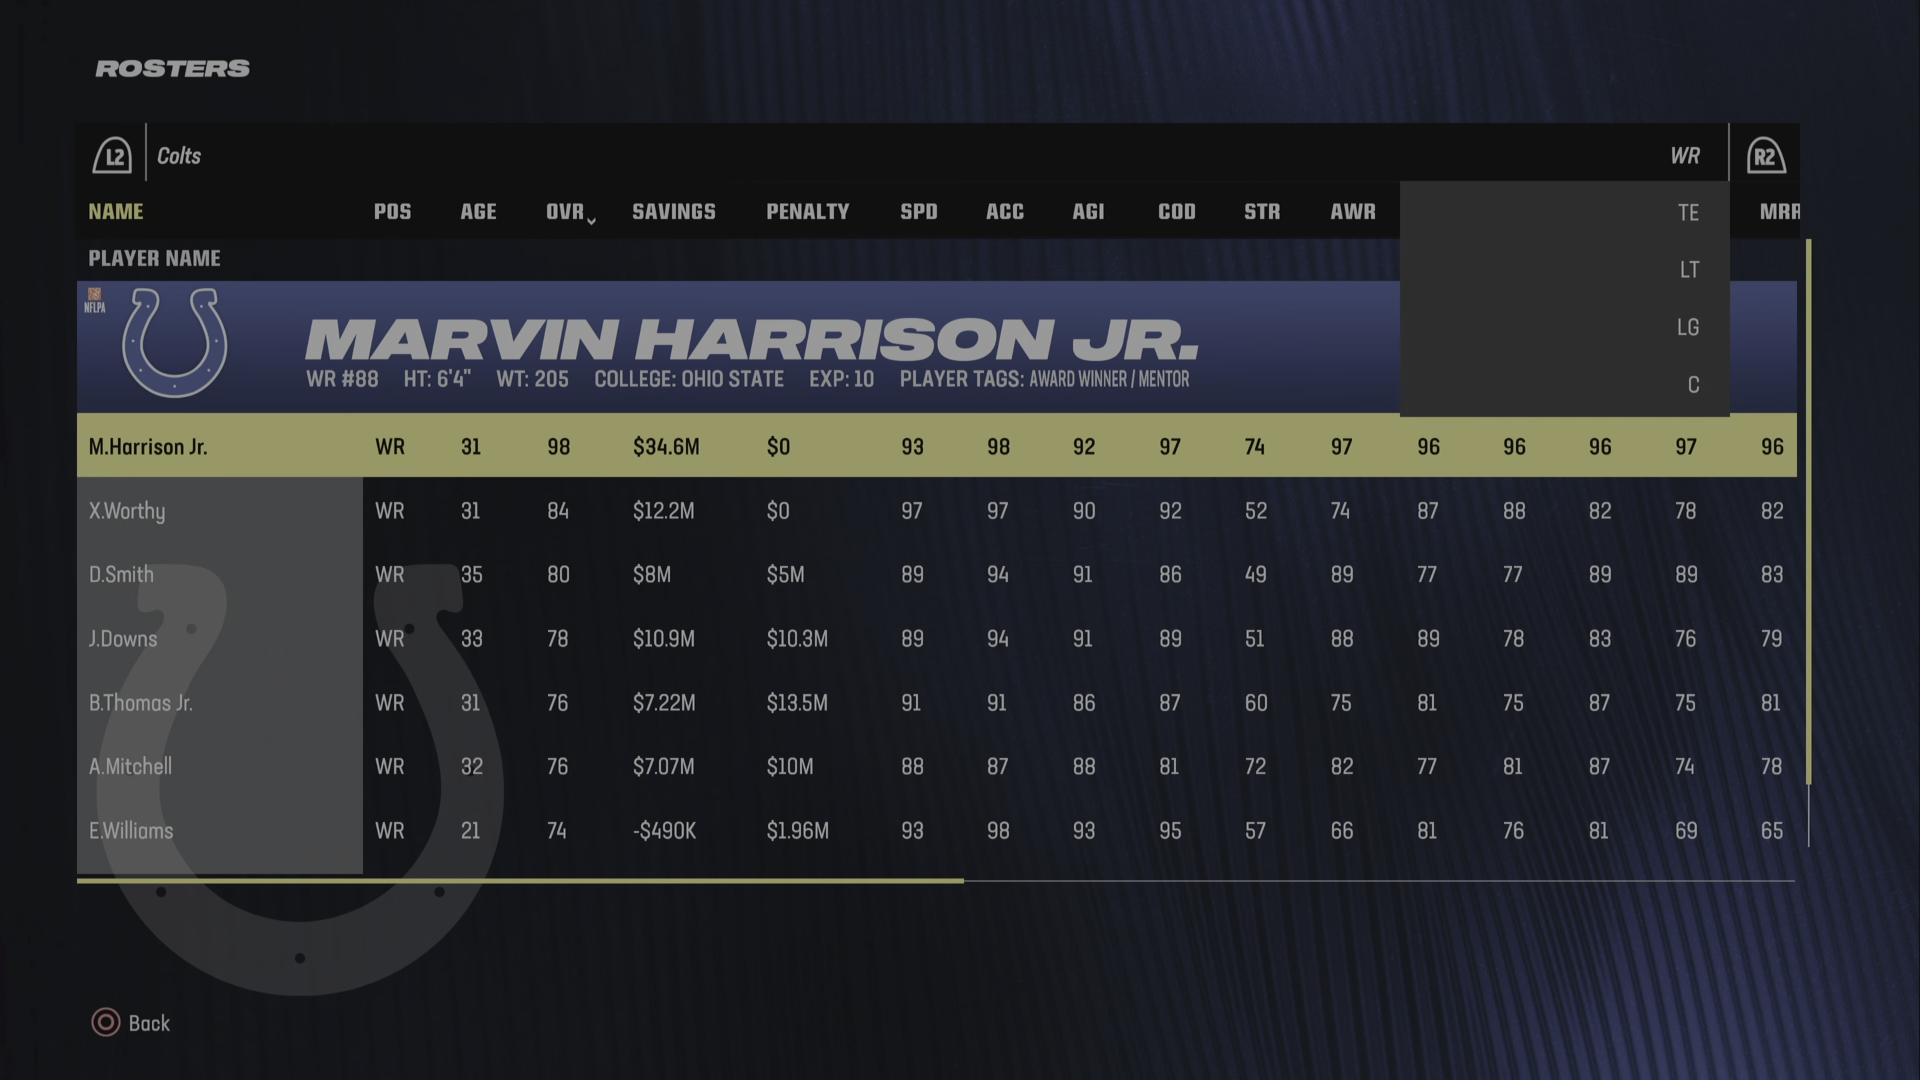 ROSTERS
L2 Colts WR R2
NAME POS AGE OVR SAVINGS PENALTY SPD ACC AGI COD STR AWR TE MRR
PLAYER NAME
LT
NFLPA
LG
MARVIN HARRISON JR.
WR #88 HT: 6'4" WT: 205 COLLEGE: OHIO STATE EXP: 10 PLAYER TAGS: AWARD WINNER / MENTOR
C
M.Harrison Jr. WR 31 98 $34.6M $0 93 98 92 97 74 97 96 96 96 97 96
X.Worthy WR 31 84 $12.2M $0 97 97 90 92 52 74 87 88 82 78 82
D.Smith WR 35 80 $8M $5M 89 94 91 86 49 89 77 77 89 89 83
J.Downs WR 33 78 $10.9M $10.3M 89 94 91 89 51 88 89 78 83 76 79
B.Thomas Jr. WR 31 76 $7.22M $13.5M 91 91 86 87 60 75 81 75 87 75 81
A.Mitchell WR 32 76 $7.07M $10M 88 87 88 81 72 82 77 81 87 74 78
E.Williams WR 21 74 -$490K $1.96M 93 98 93 95 57 66 81 76 81 69 65
Back